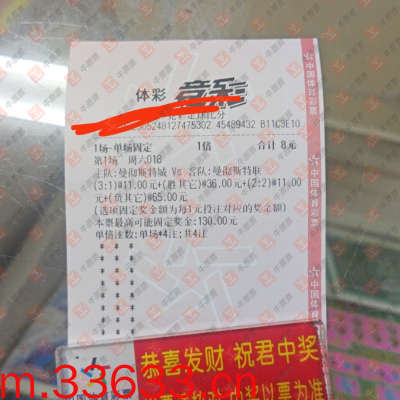 体彩 竞彩
05248127475302 45489432 B11C3E10
1场-单场固定 1倍 合计 8元
第1场 周六018
主队:曼彻斯特城 Vs 客队:曼彻斯特联
(3:1)@11.00元+(胜其它)@36.00元+(2:2)@11.00
元+(负其它)@65.00元
(选项固定奖金额为每1元投注对应的奖金额)
本票最高可能固定奖金:130.00元
单倍注数:单场*4注;共4注
恭喜发财 祝君中奖
m.33633.cn